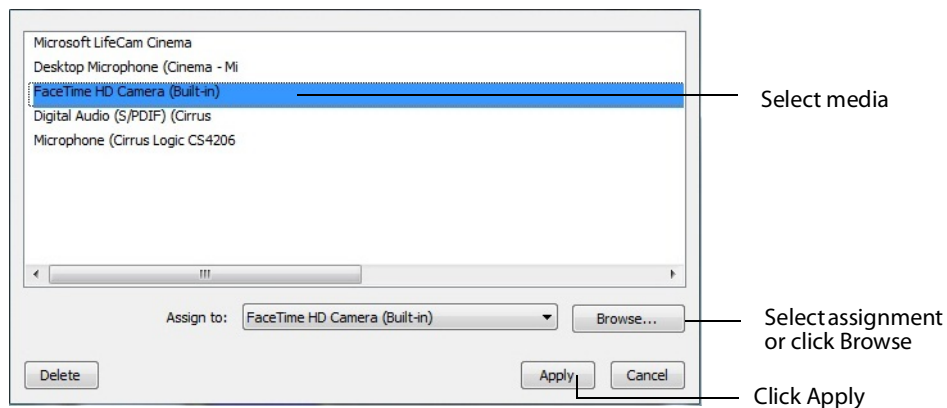 Microsoft LifeCam Cinema
Desktop Microphone (Cinema - Mi
FaceTime HD Camera (Built-in)
Select media
Digital Audio (S/PDIF) (Cirrus
Microphone (Cirrus Logic CS4206
Assign to: FaceTime HD Camera (Built-in) Browse...
Select assignment
or click Browse
Delete Apply Cancel
Click Apply